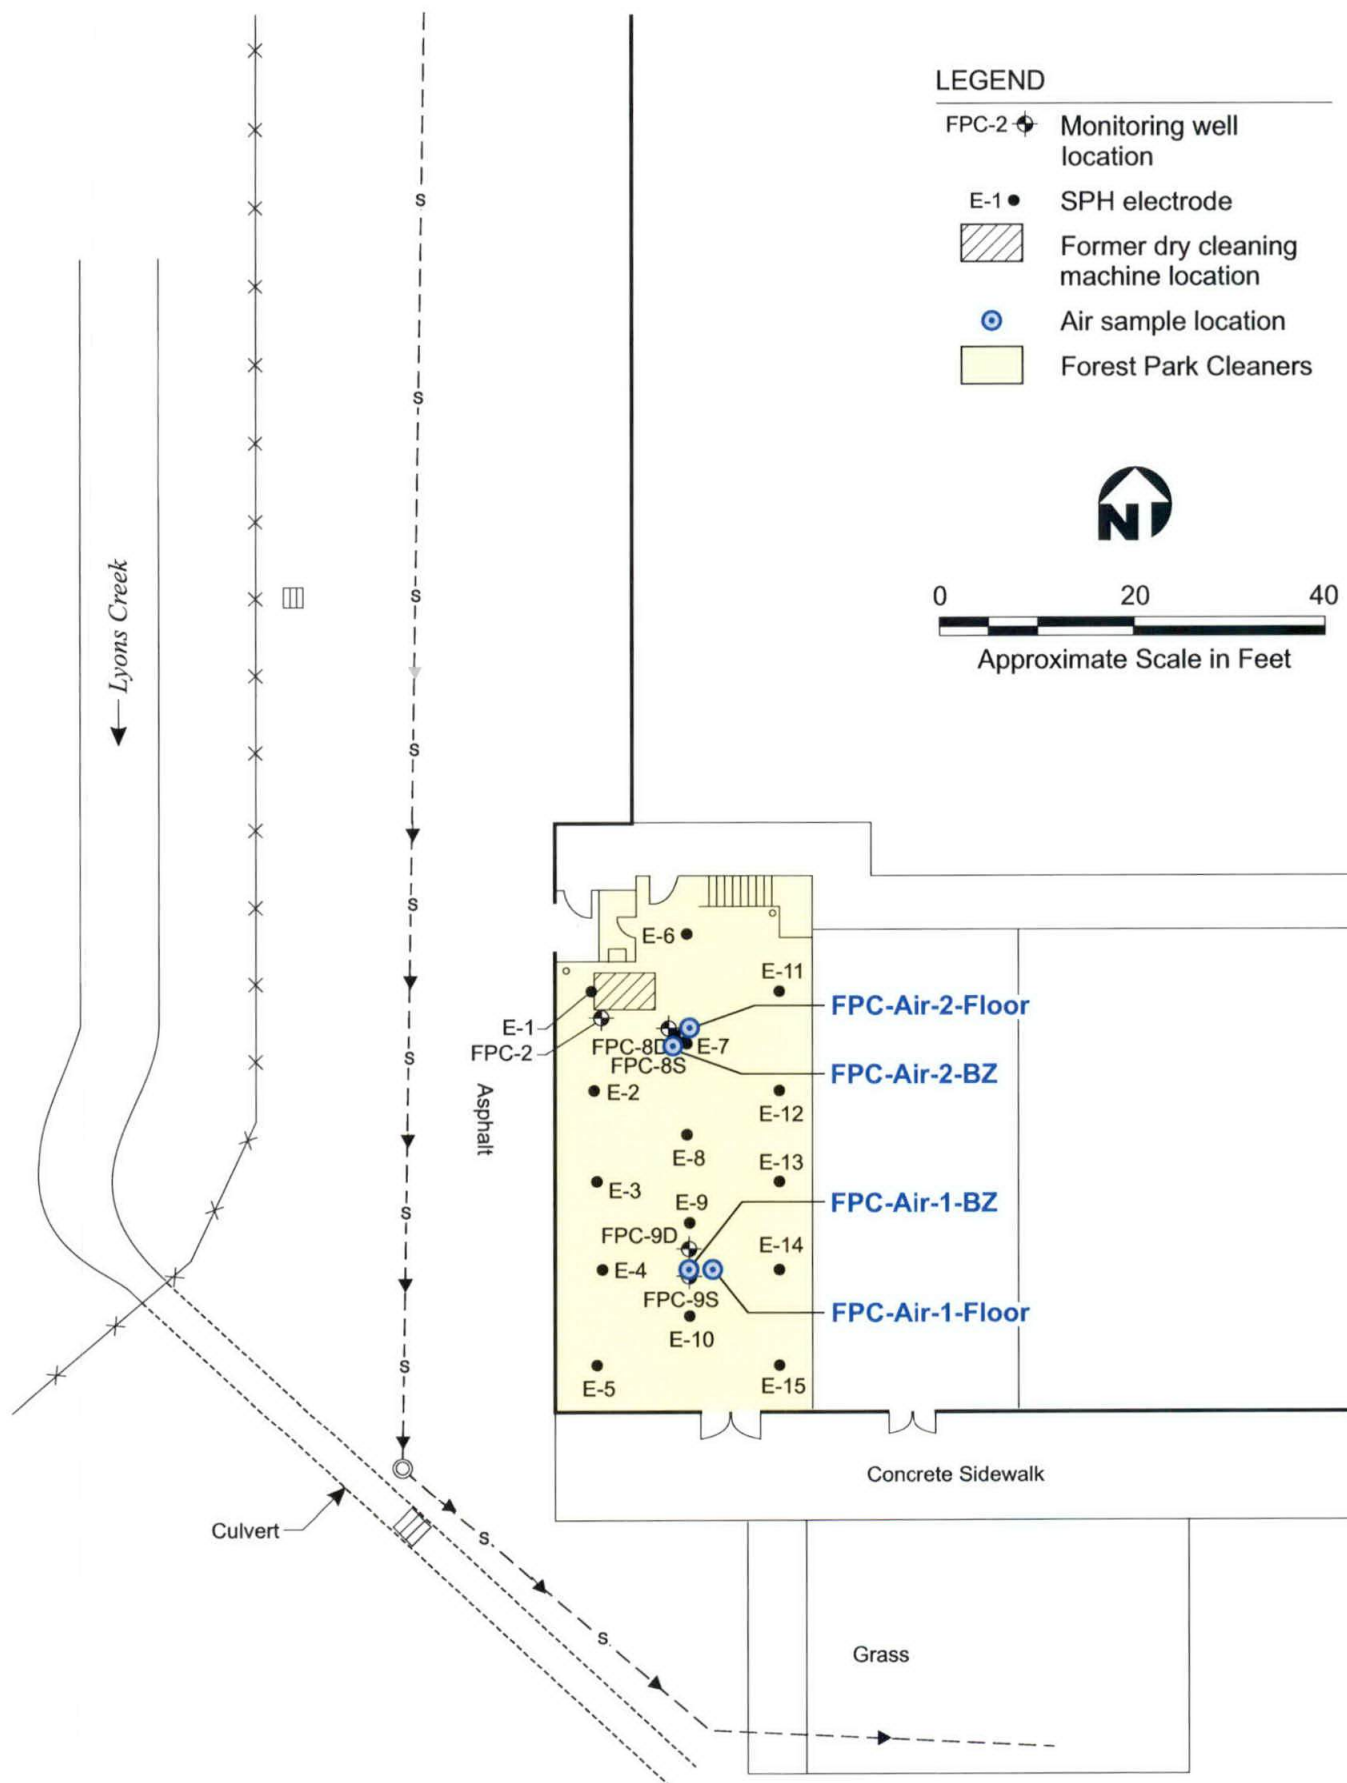 LEGEND
FPC-2 Monitoring well
location
E-1 SPH electrode
Former dry cleaning
machine location
Air sample location
Forest Park Cleaners
N
0 20 40
Approximate Scale in Feet
S
S
S
S
S
S
S
S
S
S
Lyons Creek
Asphalt
E-6
E-11
E-1
FPC-2
FPC-8D
FPC-8S
E-7
FPC-Air-2-Floor
FPC-Air-2-BZ
E-2
E-12
E-8
E-13
E-3
E-9
FPC-Air-1-BZ
FPC-9D
E-14
E-4
FPC-9S
FPC-Air-1-Floor
E-10
E-5
E-15
Concrete Sidewalk
Culvert
Grass